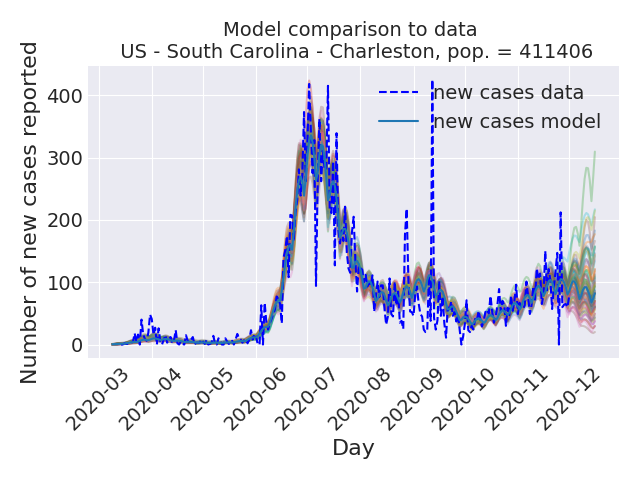 Model comparison to data
US - South Carolina - Charleston, pop. = 411406
Number of new cases reported
400
300
200
100
0
new cases data
new cases model
2020-03
2020-04
2020-05
2020-06
2020-07
2020-08
2020-09
2020-10
2020-11
2020-12
Day